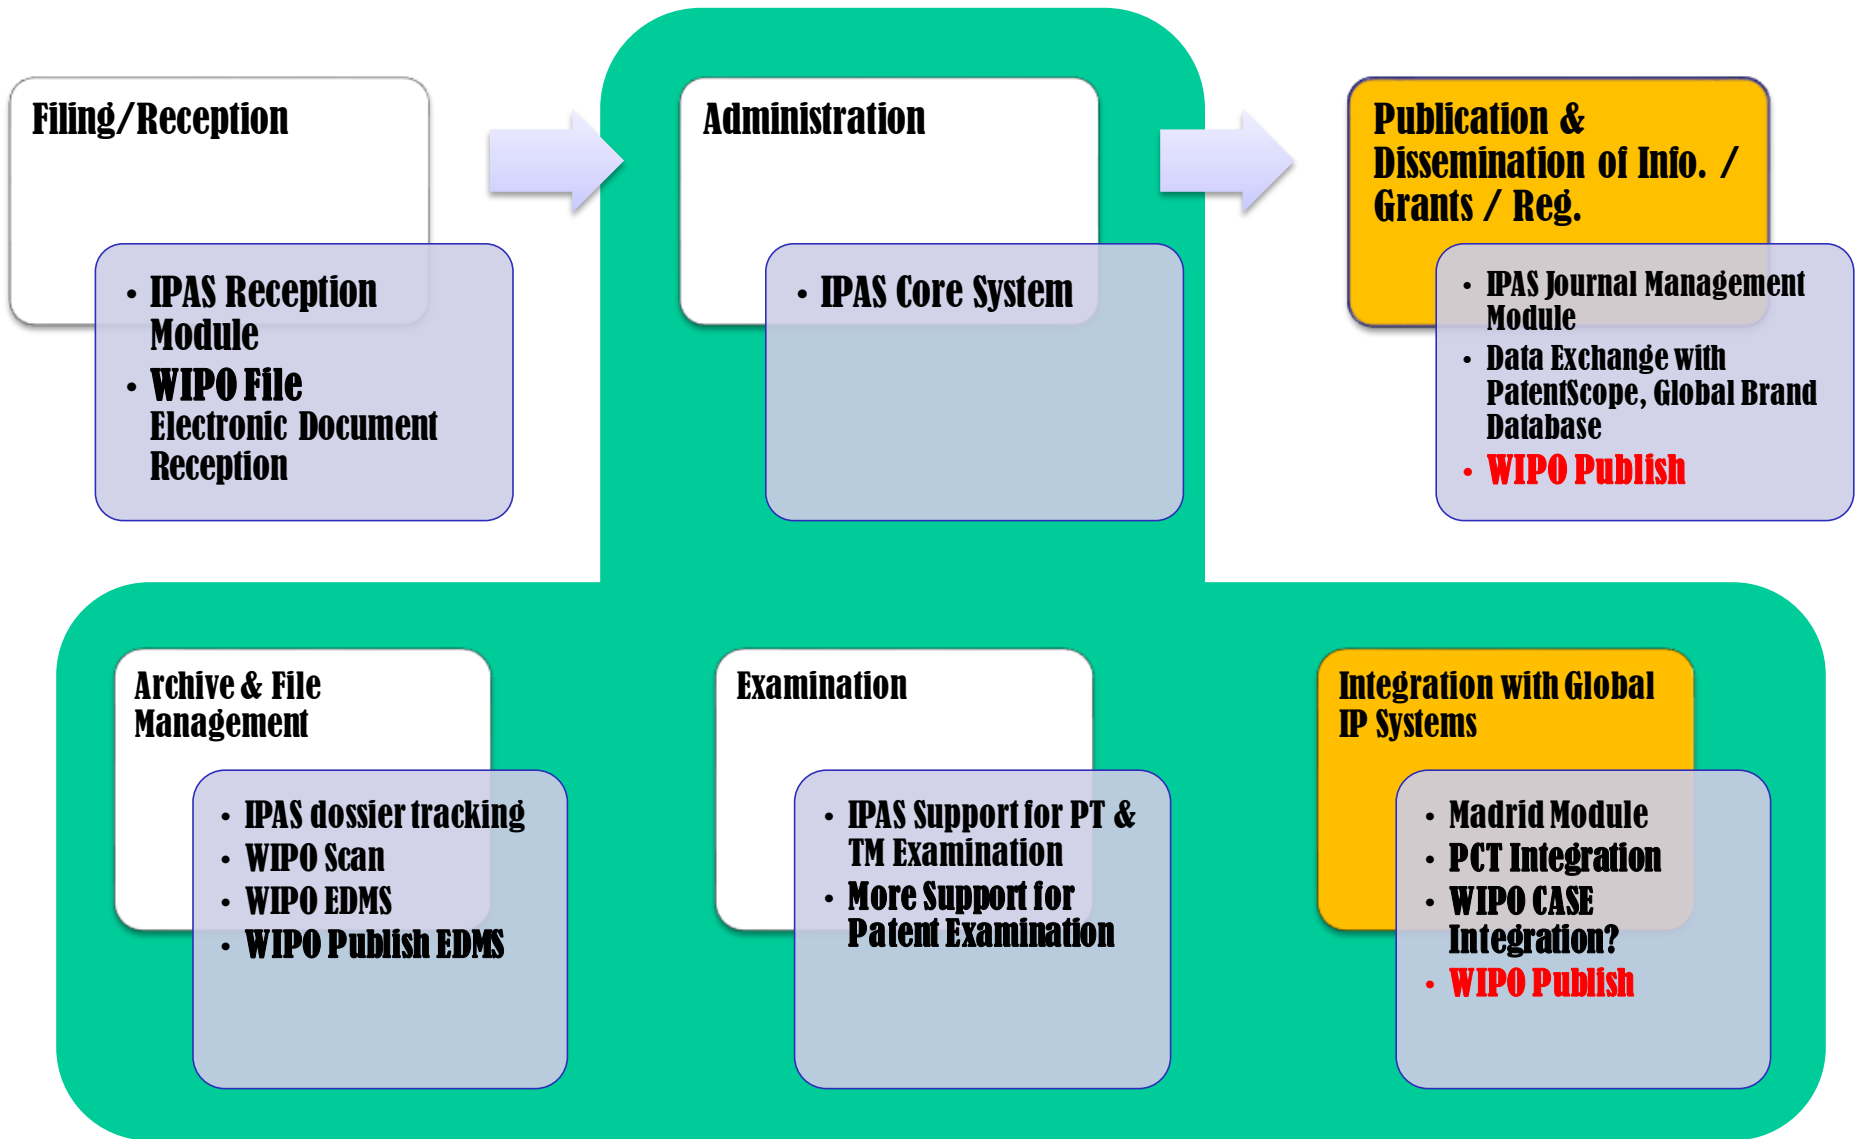 Filing/Reception
• IPAS Reception
Module
• WIPO File
Electronic Document
Reception
Administration
• IPAS Core System
Publication &
Dissemination of Info. /
Grants / Reg.
• IPAS Journal Management
Module
• Data Exchange with
PatentScope, Global Brand
Database
• WIPO Publish
Archive & File
Management
• IPAS dossier tracking
• WIPO Scan
• WIPO EDMS
• WIPO Publish EDMS
Examination
• IPAS Support for PT &
TM Examination
• More Support for
Patent Examination
Integration with Global
IP Systems
• Madrid Module
• PCT Integration
• WIPO CASE
Integration?
• WIPO Publish